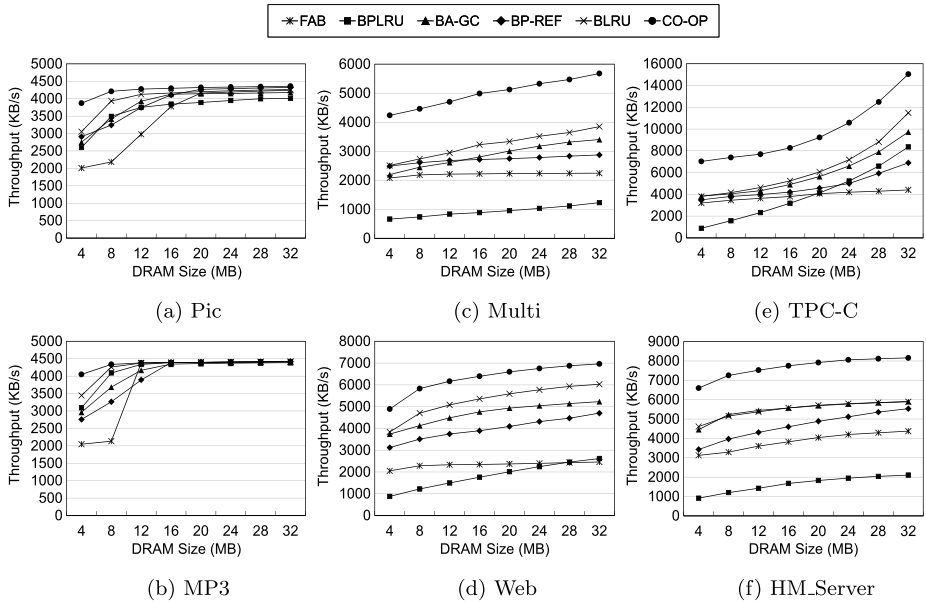 FAB BPLRU BA-GC BP-REF BLRU CO-OP
Throughput (KB/s)
5000
4500
4000
3500
3000
2500
2000
1500
1000
500
0
4 8 12 16 20 24 28 32
DRAM Size (MB)
(a) Pic
Throughput (KB/s)
6000
5000
4000
3000
2000
1000
0
4 8 12 16 20 24 28 32
DRAM Size (MB)
(c) Multi
Throughput (KB/s)
16000
14000
12000
10000
8000
6000
4000
2000
0
4 8 12 16 20 24 28 32
DRAM Size (MB)
(e) TPC-C
Throughput (KB/s)
5000
4500
4000
3500
3000
2500
2000
1500
1000
500
0
4 8 12 16 20 24 28 32
DRAM Size (MB)
(b) MP3
Throughput (KB/s)
8000
7000
6000
5000
4000
3000
2000
1000
0
4 8 12 16 20 24 28 32
DRAM Size (MB)
(d) Web
Throughput (KB/s)
9000
8000
7000
6000
5000
4000
3000
2000
1000
0
4 8 12 16 20 24 28 32
DRAM Size (MB)
(f) HM_Server